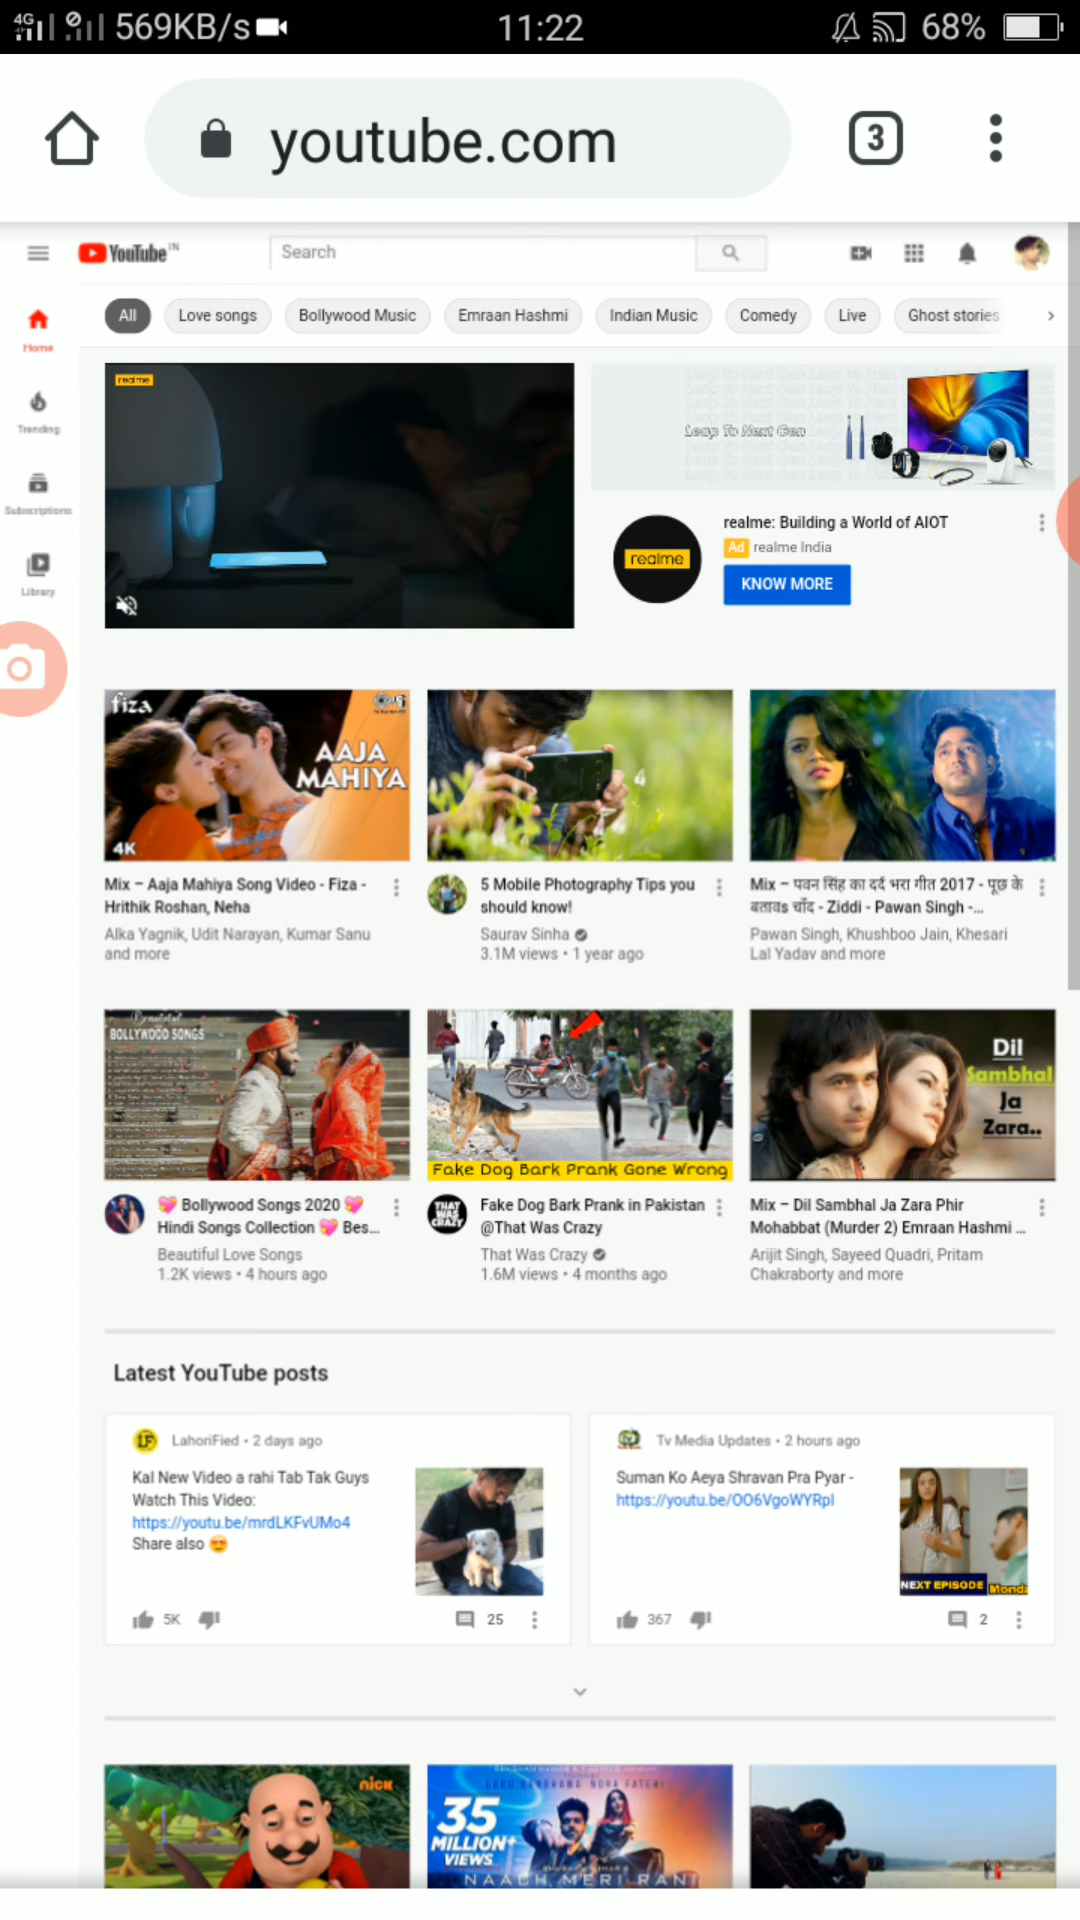 4G 569KB/s 11:22 68%
youtube.com 3
YouTube IN Search
All Love songs Bollywood Music Emraan Hashmi Indian Music Comedy Live Ghost stories
Home
Trending
Subscriptions
Library
realme
Leap To Next Gen
realme
realme: Building a World of AIOT
Ad realme India
KNOW MORE
fiza
AAJA
MAHIYA
4K
Mix – Aaja Mahiya Song Video - Fiza -
Hrithik Roshan, Neha
Alka Yagnik, Udit Narayan, Kumar Sanu
and more
5 Mobile Photography Tips you
should know!
Saurav Sinha
3.1M views • 1 year ago
Mix – पवन सिंह का दर्द भरा गीत 2017 - पूछ के
बतावs चाँद - Ziddi - Pawan Singh -...
Pawan Singh, Khushboo Jain, Khesari
Lal Yadav and more
Beautiful
BOLLYWOOD SONGS
💖 Bollywood Songs 2020 💖
Hindi Songs Collection 💖 Bes...
Beautiful Love Songs
1.2K views • 4 hours ago
Fake Dog Bark Prank Gone Wrong
THAT
WAS
CRAZY
Fake Dog Bark Prank in Pakistan
@That Was Crazy
That Was Crazy
1.6M views • 4 months ago
Dil
Sambhal
Ja
Zara..
Mix – Dil Sambhal Ja Zara Phir
Mohabbat (Murder 2) Emraan Hashmi ...
Arijit Singh, Sayeed Quadri, Pritam
Chakraborty and more
Latest YouTube posts
LF
LahoriFied • 2 days ago
Kal New Video a rahi Tab Tak Guys
Watch This Video:
https://youtu.be/mrdLKFvUMo4
Share also 😍
5K 25
Tv Media Updates • 2 hours ago
Suman Ko Aeya Shravan Pra Pyar -
https://youtu.be/OO6VgoWYRpI
NEXT EPISODE Monda
367 2
nick
GURU RANDHAWA NORA FATEHI
35
MILLION+
VIEWS
BHUSHAN KUMAR'S
NAACH MERI RANI